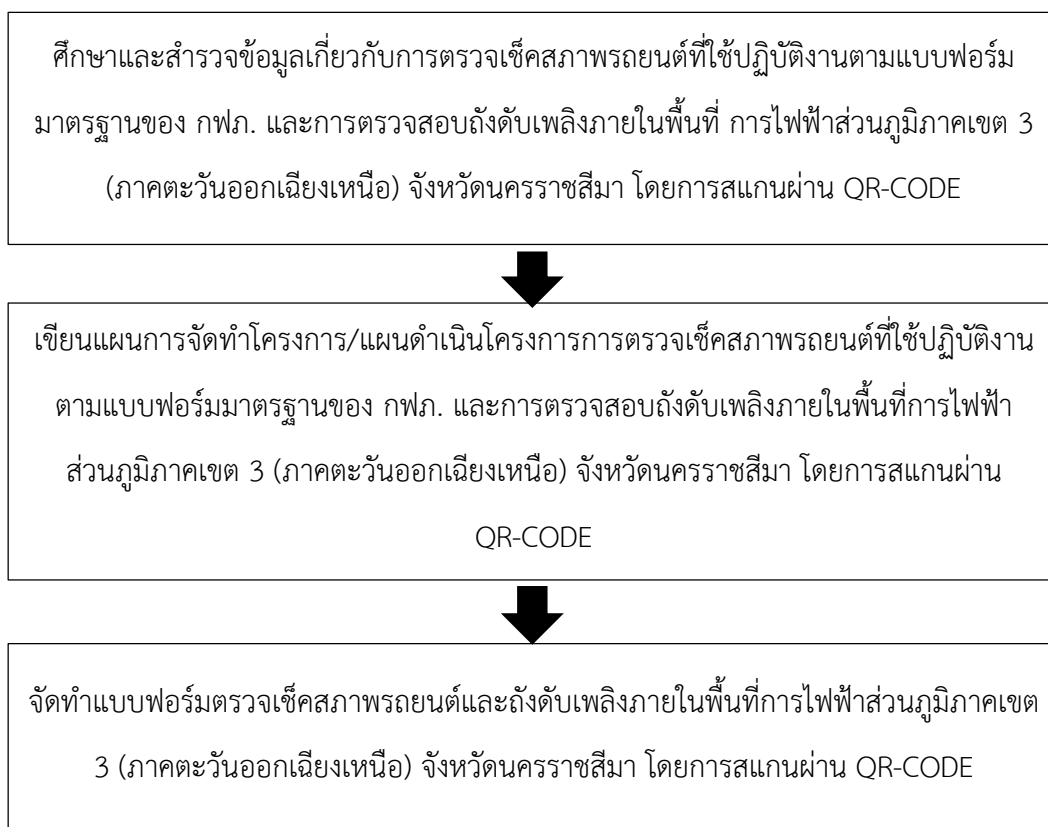 ศึกษาและสำรวจข้อมูลเกี่ยวกับการตรวจเช็คสภาพรถยนต์ที่ใช้ปฏิบัติงานตามแบบฟอร์ม
มาตรฐานของ กฟภ. และการตรวจสอบถังดับเพลิงภายในพื้นที่ การไฟฟ้าส่วนภูมิภาคเขต 3
(ภาคตะวันออกเฉียงเหนือ) จังหวัดนครราชสีมา โดยการสแกนผ่าน QR-CODE
เขียนแผนการจัดทำโครงการ/แผนดำเนินโครงการการตรวจเช็คสภาพรถยนต์ที่ใช้ปฏิบัติงาน
ตามแบบฟอร์มมาตรฐานของ กฟภ. และการตรวจสอบถังดับเพลิงภายในพื้นที่การไฟฟ้า
ส่วนภูมิภาคเขต 3 (ภาคตะวันออกเฉียงเหนือ) จังหวัดนครราชสีมา โดยการสแกนผ่าน
QR-CODE
จัดทำแบบฟอร์มตรวจเช็คสภาพรถยนต์และถังดับเพลิงภายในพื้นที่การไฟฟ้าส่วนภูมิภาคเขต
3 (ภาคตะวันออกเฉียงเหนือ) จังหวัดนครราชสีมา โดยการสแกนผ่าน QR-CODE